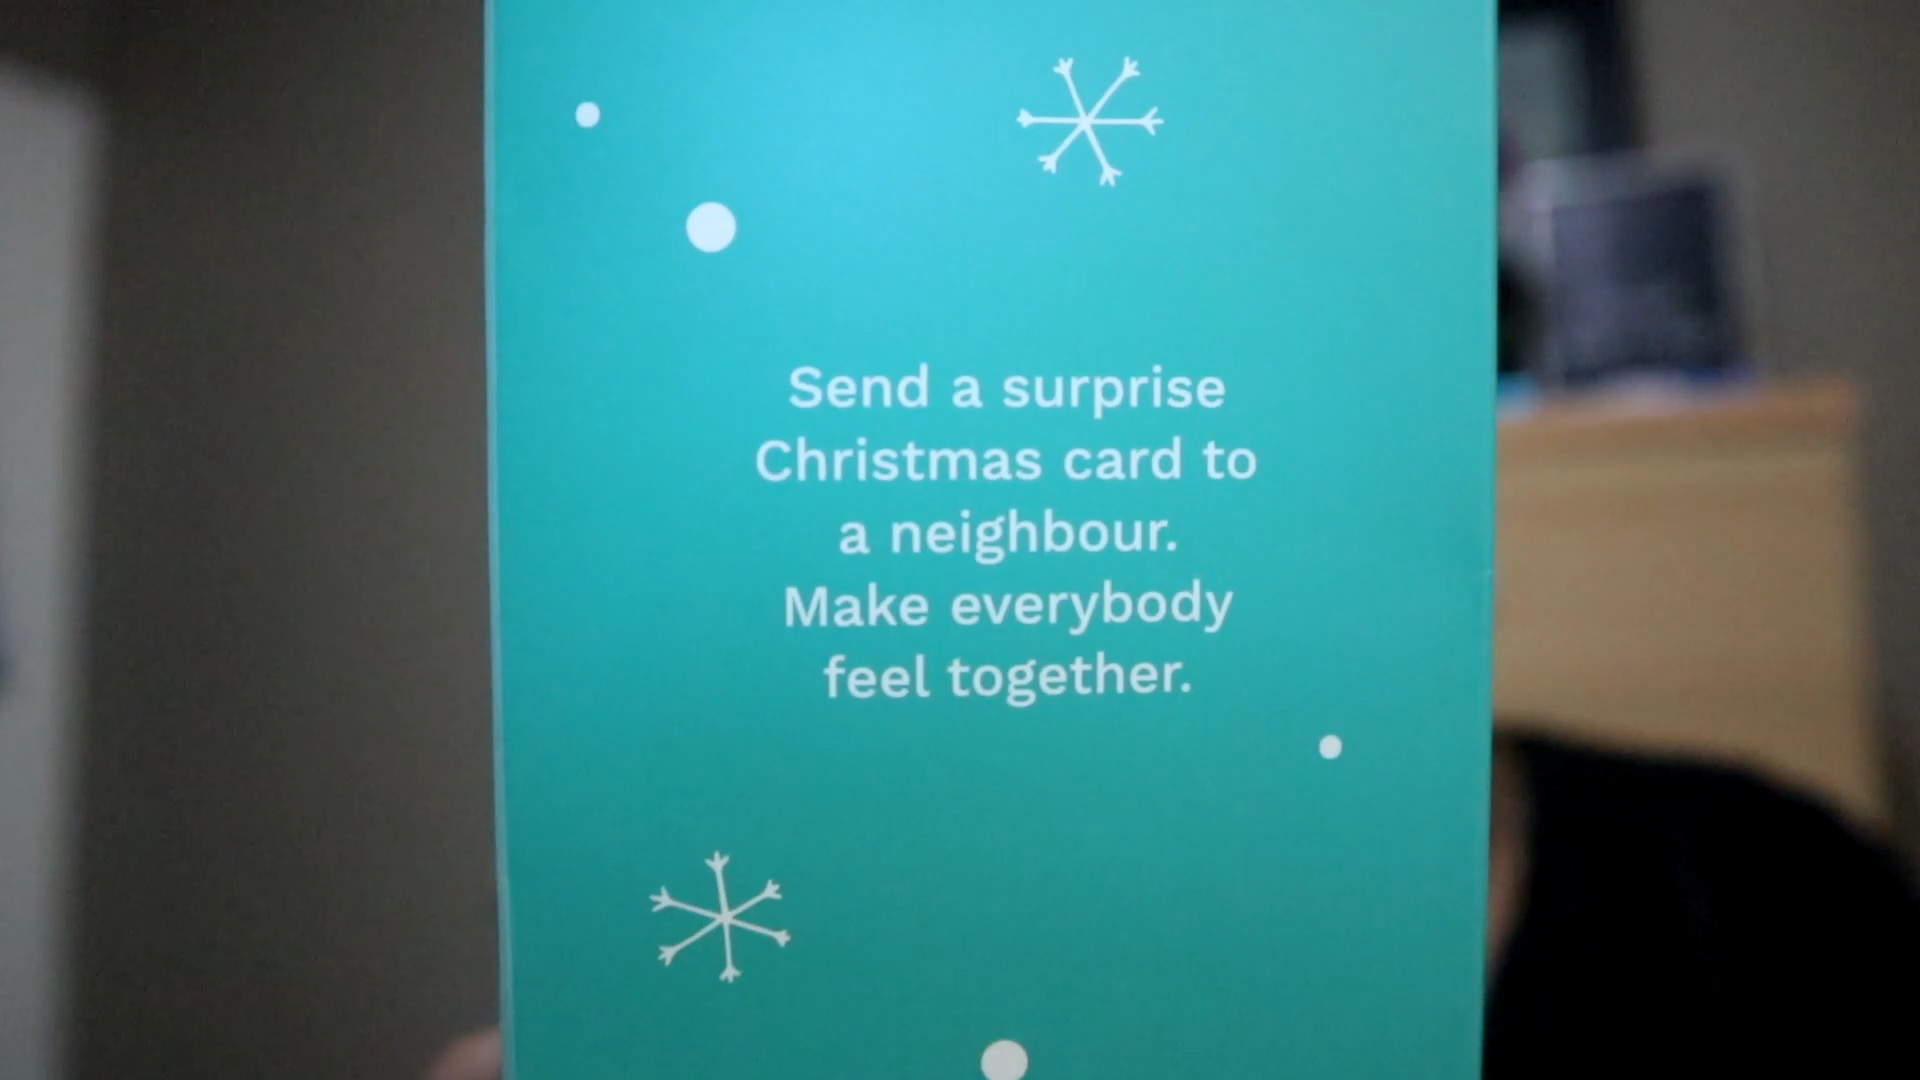 Send a surprise
Christmas card to
a neighbour.
Make everybody
feel together.